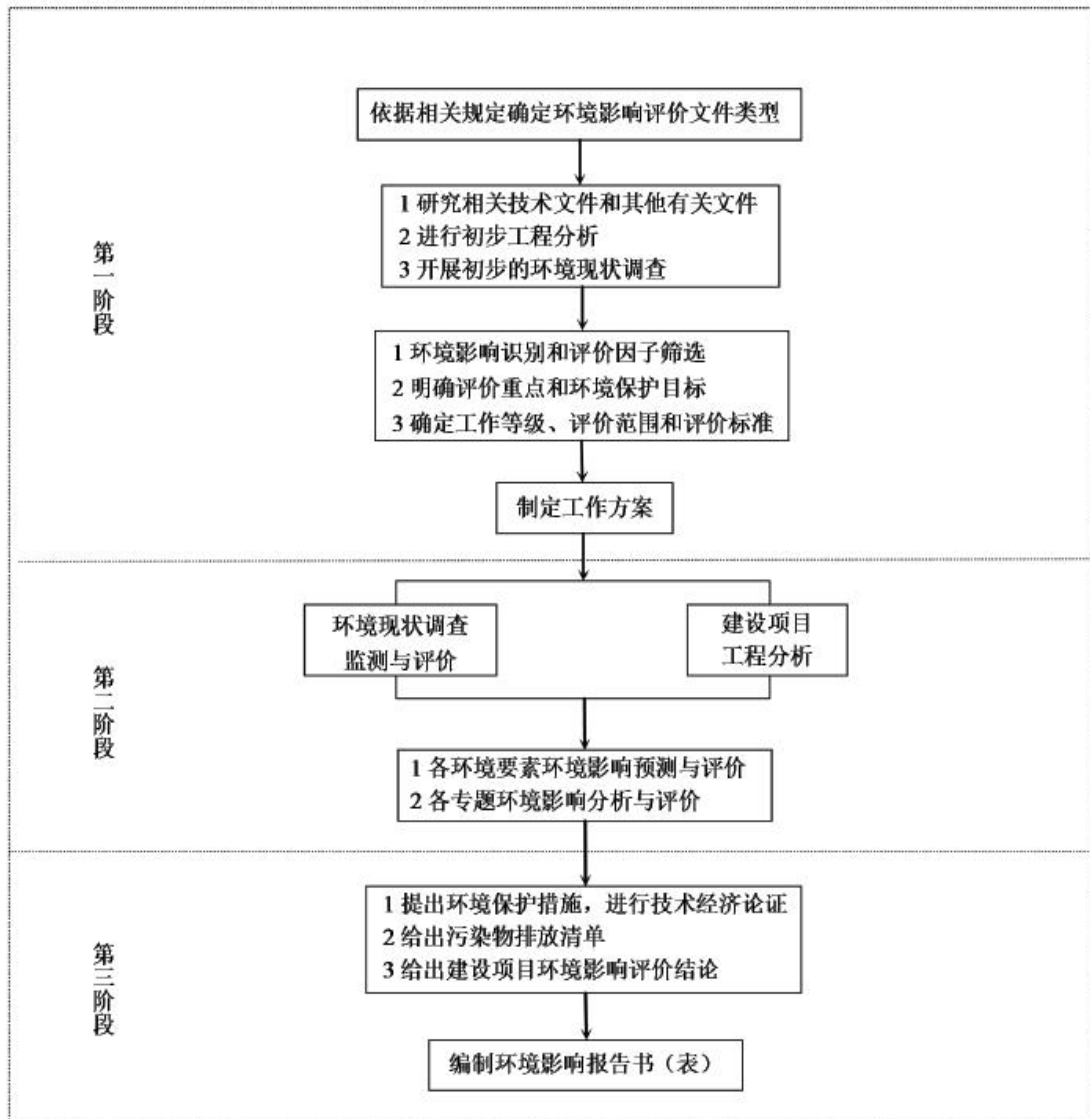 依据相关规定确定环境影响评价文件类型
1 研究相关技术文件和其他有关文件
2 进行初步工程分析
3 开展初步的环境现状调查
第一阶段
1 环境影响识别和评价因子筛选
2 明确评价重点和环境保护目标
3 确定工作等级、评价范围和评价标准
制定工作方案
环境现状调查
监测与评价
建设项目
工程分析
第二阶段
1 各环境要素环境影响预测与评价
2 各专题环境影响分析与评价
1 提出环境保护措施，进行技术经济论证
2 给出污染物排放清单
3 给出建设项目环境影响评价结论
第三阶段
编制环境影响报告书（表）